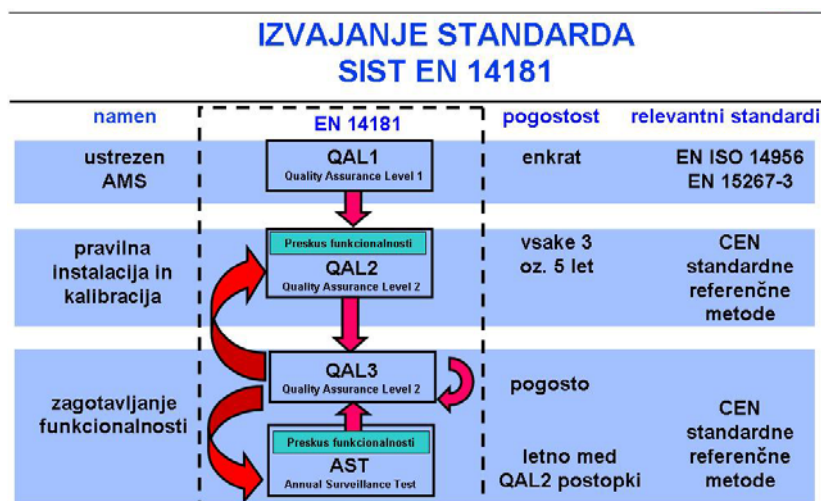 IZVAJANJE STANDARDA
SIST EN 14181
namen
EN 14181
pogostost
relevantni standardi
ustrezen
AMS
QAL1
Quality Assurance Level 1
enkrat
EN ISO 14956
EN 15267-3
pravilna
instalacija in
kalibracija
Preskus funkcionalnosti
QAL2
Quality Assurance Level 2
vsake 3
oz. 5 let
CEN
standardne
referenčne
metode
zagotavljanje
funkcionalnosti
QAL3
Quality Assurance Level 2
pogosto
Preskus funkcionalnosti
AST
Annual Surveillance Test
letno med
QAL2 postopki
CEN
standardne
referenčne
metode